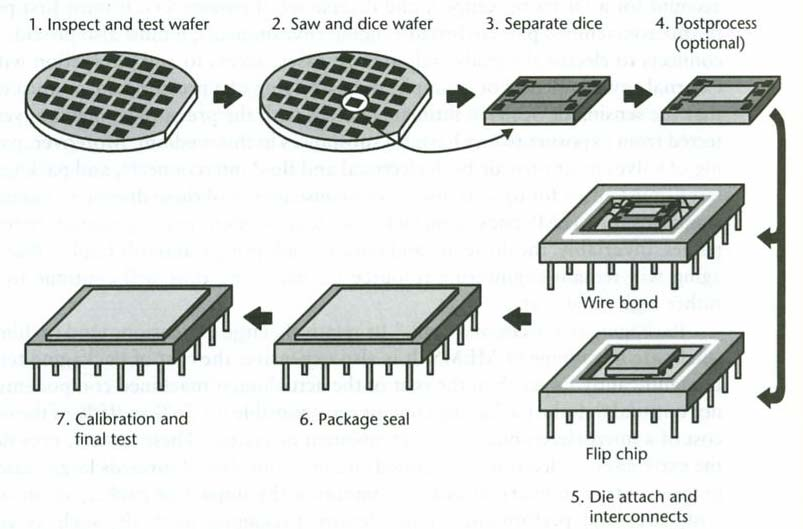 1. Inspect and test wafer
2. Saw and dice wafer
3. Separate dice
4. Postprocess
(optional)
Wire bond
Flip chip
5. Die attach and
interconnects
6. Package seal
7. Calibration and
final test